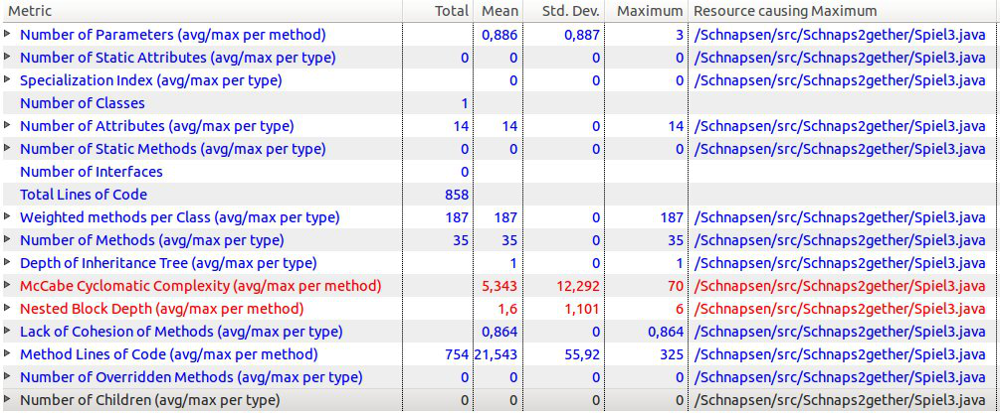 Metric Total Mean Std. Dev. Maximum Resource causing Maximum
Number of Parameters (avg/max per method) 0,886 0,887 3 /Schnapsen/src/Schnaps2gether/Spiel3.java
Number of Static Attributes (avg/max per type) 0 0 0 0 /Schnapsen/src/Schnaps2gether/Spiel3.java
Specialization Index (avg/max per type) 0 0 0 /Schnapsen/src/Schnaps2gether/Spiel3.java
Number of Classes 1
Number of Attributes (avg/max per type) 14 14 0 14 /Schnapsen/src/Schnaps2gether/Spiel3.java
Number of Static Methods (avg/max per type) 0 0 0 0 /Schnapsen/src/Schnaps2gether/Spiel3.java
Number of Interfaces 0
Total Lines of Code 858
Weighted methods per Class (avg/max per type) 187 187 0 187 /Schnapsen/src/Schnaps2gether/Spiel3.java
Number of Methods (avg/max per type) 35 35 0 35 /Schnapsen/src/Schnaps2gether/Spiel3.java
Depth of Inheritance Tree (avg/max per type) 1 0 1 /Schnapsen/src/Schnaps2gether/Spiel3.java
McCabe Cyclomatic Complexity (avg/max per method) 5,343 12,292 70 /Schnapsen/src/Schnaps2gether/Spiel3.java
Nested Block Depth (avg/max per method) 1,6 1,101 6 /Schnapsen/src/Schnaps2gether/Spiel3.java
Lack of Cohesion of Methods (avg/max per type) 0,864 0 0,864 /Schnapsen/src/Schnaps2gether/Spiel3.java
Method Lines of Code (avg/max per method) 754 21,543 55,92 325 /Schnapsen/src/Schnaps2gether/Spiel3.java
Number of Overridden Methods (avg/max per type) 0 0 0 0 /Schnapsen/src/Schnaps2gether/Spiel3.java
Number of Children (avg/max per type) 0 0 0 0 /Schnapsen/src/Schnaps2gether/Spiel3.java